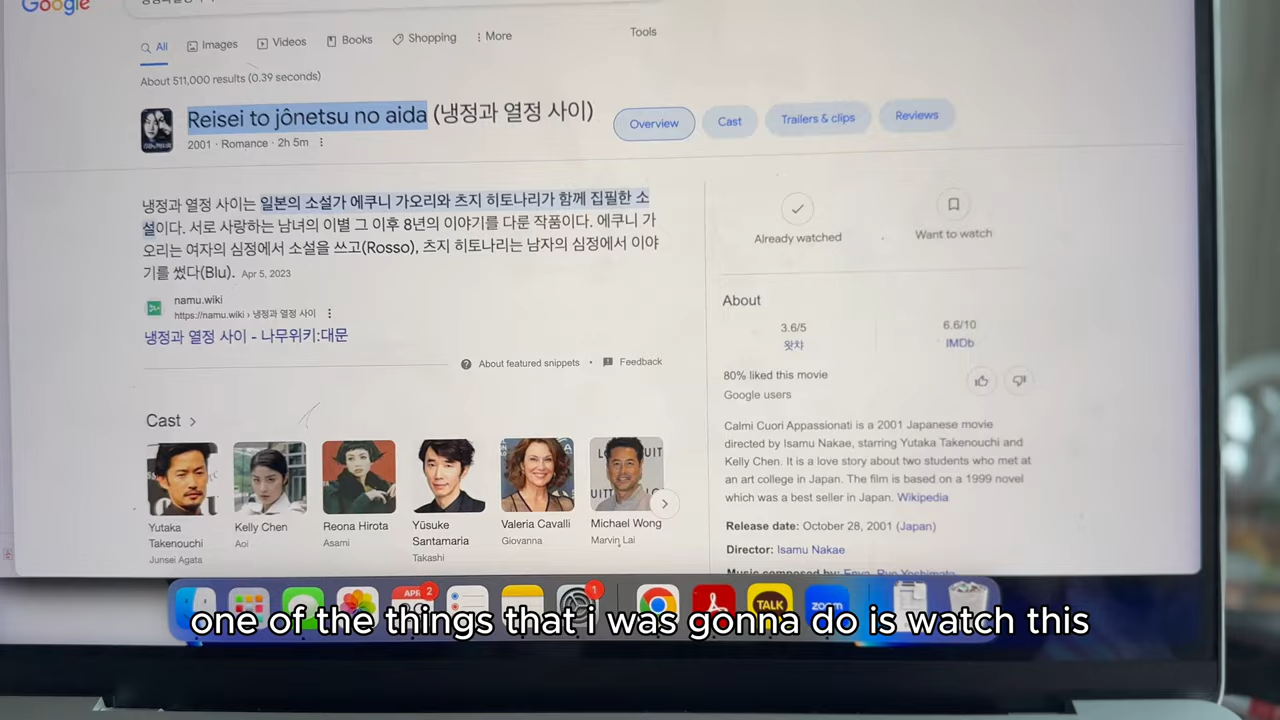 Google
All
Images
Videos
Books
Shopping
More
Tools
About 511,000 results (0.39 seconds)
Reisei to jônetsu no aida (냉정과 열정 사이)
2001 · Romance · 2h 5m
Overview
Cast
Trailers & clips
Reviews
냉정과 열정 사이는 일본의 소설가 에쿠니 가오리와 츠지 히토나리가 함께 집필한 소
설이다. 서로 사랑하는 남녀의 이별 그 이후 8년의 이야기를 다룬 작품이다. 에쿠니 가
오리는 여자의 심정에서 소설을 쓰고(Rosso), 츠지 히토나리는 남자의 심정에서 이야
기를 썼다(Blu). Apr 5, 2023
namu.wiki
https://namu.wiki › 냉정과 열정 사이
냉정과 열정 사이 - 나무위키:대문
About featured snippets • Feedback
Cast
Yutaka Takenouchi
Junsei Agata
Kelly Chen
Aoi
Reona Hirota
Asami
Yūsuke Santamaria
Takashi
Valeria Cavalli
Giovanna
Michael Wong
Marvin Lai
Already watched
Want to watch
About
3.6/5
왓챠
6.6/10
IMDb
80% liked this movie
Google users
Calmi Cuori Appassionati is a 2001 Japanese movie
directed by Isamu Nakae, starring Yutaka Takenouchi and
Kelly Chen. It is a love story about two students who met at
an art college in Japan. The film is based on a 1999 novel
which was a best seller in Japan. Wikipedia
Release date: October 28, 2001 (Japan)
Director: Isamu Nakae
Music composed by: Enya, Ryo Yoshimata
APR 2
1
TALK
zoom
one of the things that i was gonna do is watch this